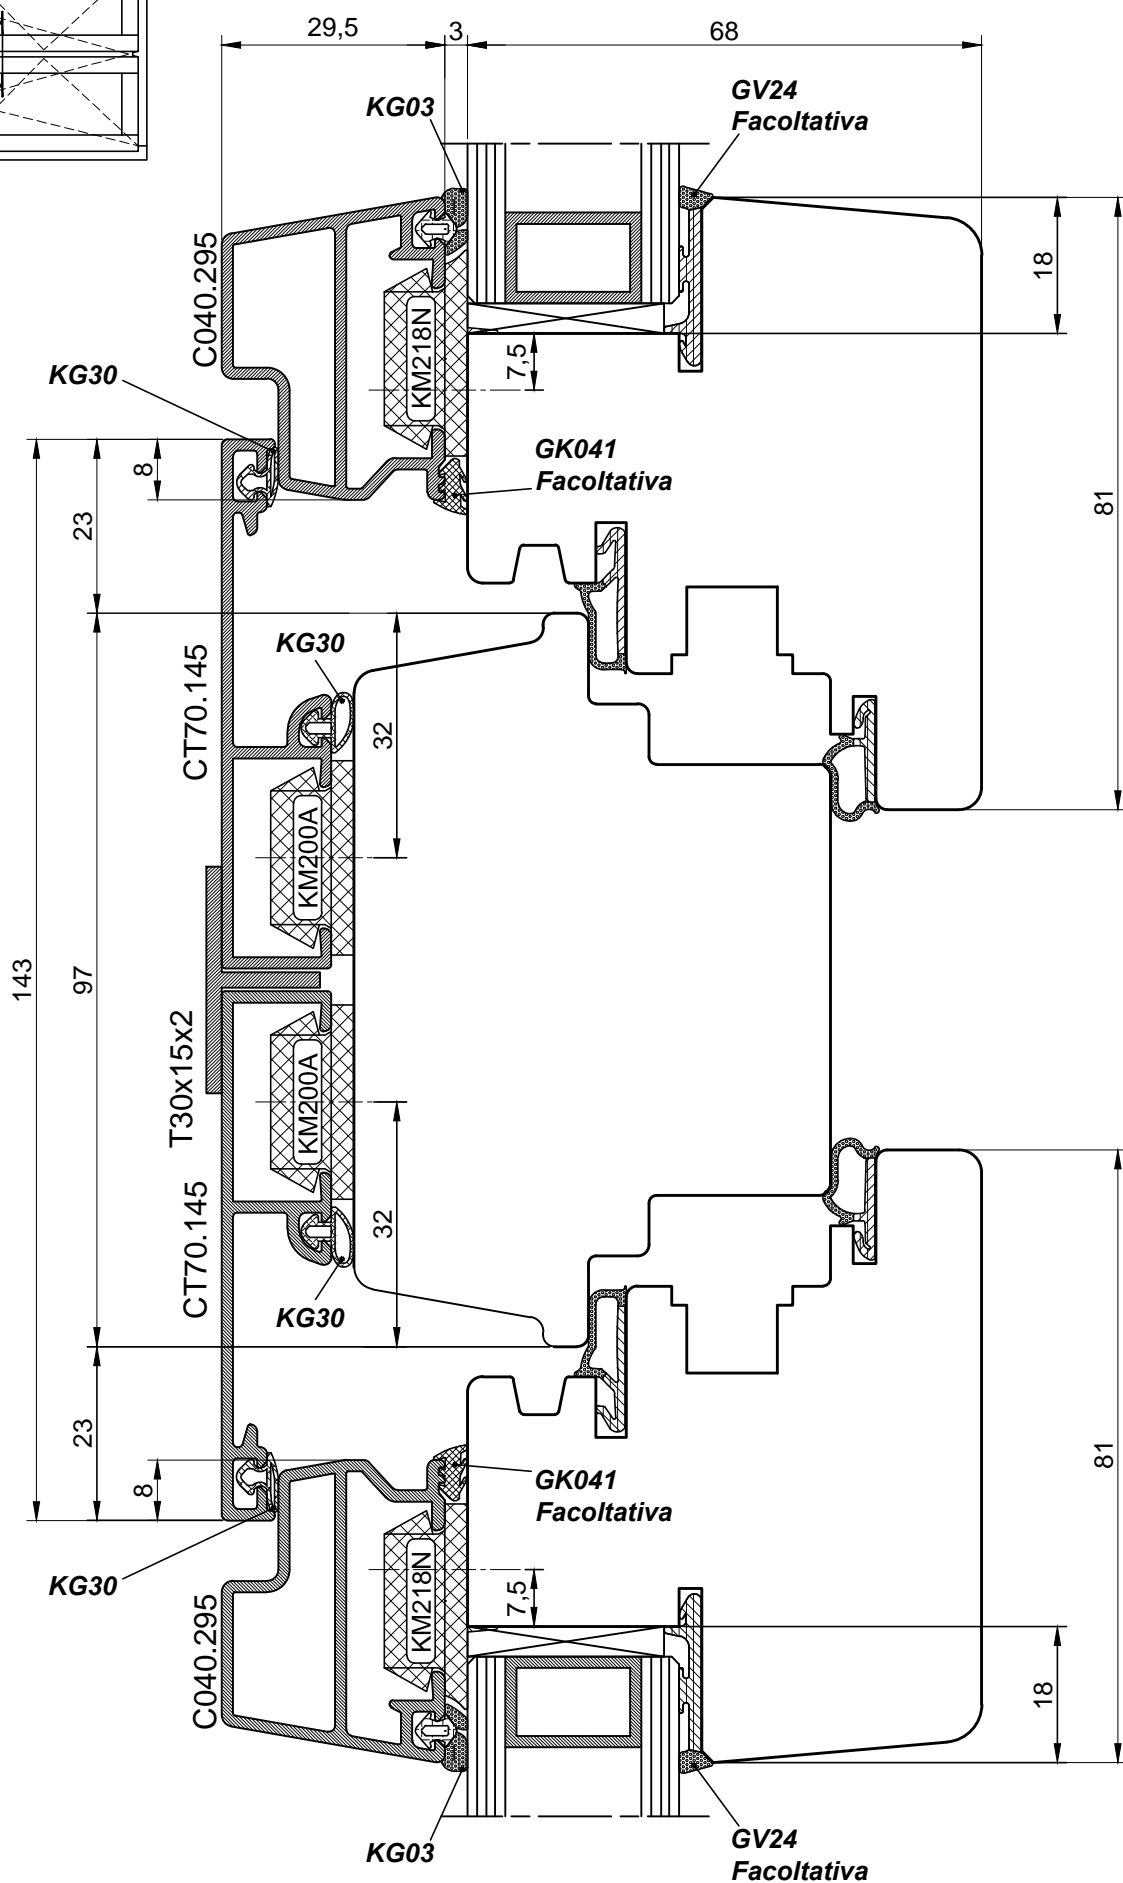 29,5
3
68
KG03
GV24
Facoltativa
C040.295
18
KM218N
7,5
KG30
GK041
Facoltativa
8
23
81
KG30
CT70.145
32
KM200A
143
97
T30x15x2
KM200A
CT70.145
32
KG30
23
8
GK041
Facoltativa
81
KG30
KM218N
7,5
C040.295
18
KG03
GV24
Facoltativa